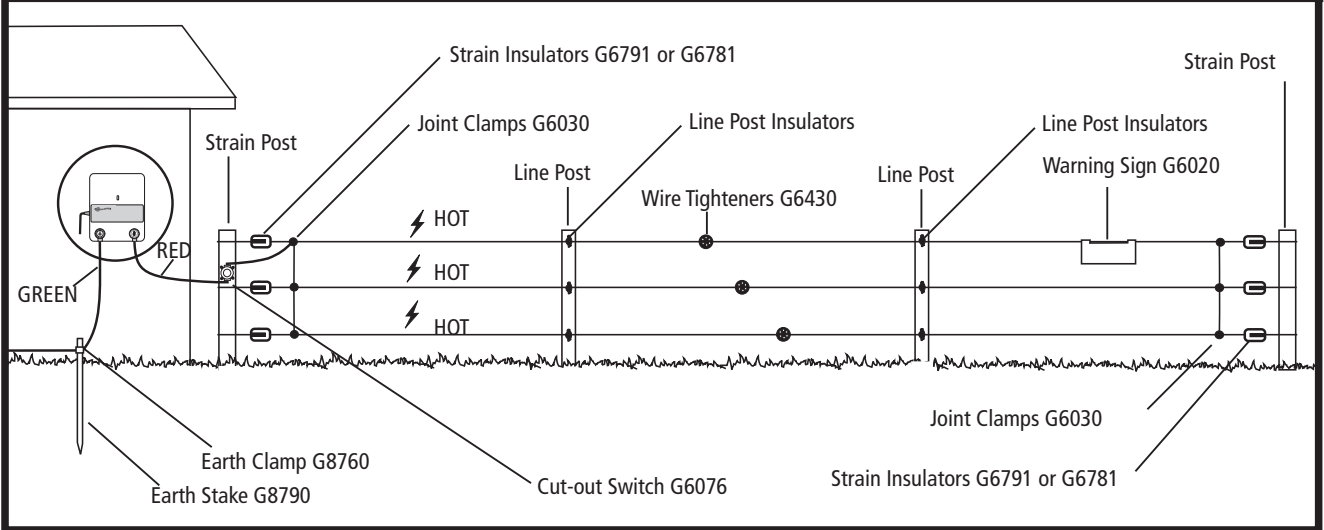 Strain Insulators G6791 or G6781
Strain Post
Joint Clamps G6030
Line Post Insulators
Line Post Insulators
Strain Post
Warning Sign G6020
Line Post
Line Post
Wire Tighteners G6430
HOT
RED
HOT
GREEN
HOT
Joint Clamps G6030
Earth Clamp G8760
Strain Insulators G6791 or G6781
Cut-out Switch G6076
Earth Stake G8790